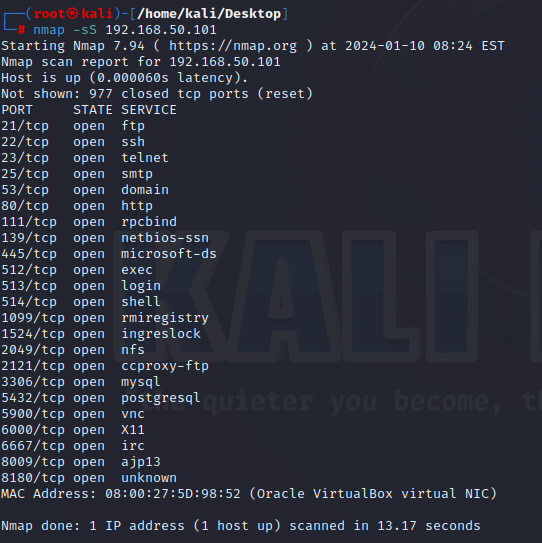 ┌──(root㉿kali)-[/home/kali/Desktop]
└─# nmap -sS 192.168.50.101
Starting Nmap 7.94 ( https://nmap.org ) at 2024-01-10 08:24 EST
Nmap scan report for 192.168.50.101
Host is up (0.000060s latency).
Not shown: 977 closed tcp ports (reset)
PORT     STATE SERVICE
21/tcp   open  ftp
22/tcp   open  ssh
23/tcp   open  telnet
25/tcp   open  smtp
53/tcp   open  domain
80/tcp   open  http
111/tcp  open  rpcbind
139/tcp  open  netbios-ssn
445/tcp  open  microsoft-ds
512/tcp  open  exec
513/tcp  open  login
514/tcp  open  shell
1099/tcp open  rmiregistry
1524/tcp open  ingreslock
2049/tcp open  nfs
2121/tcp open  ccproxy-ftp
3306/tcp open  mysql
5432/tcp open  postgresql
5900/tcp open  vnc
6000/tcp open  X11
6667/tcp open  irc
8009/tcp open  ajp13
8180/tcp open  unknown
MAC Address: 08:00:27:5D:98:52 (Oracle VirtualBox virtual NIC)
Nmap done: 1 IP address (1 host up) scanned in 13.17 seconds
KALI
the quieter you become,